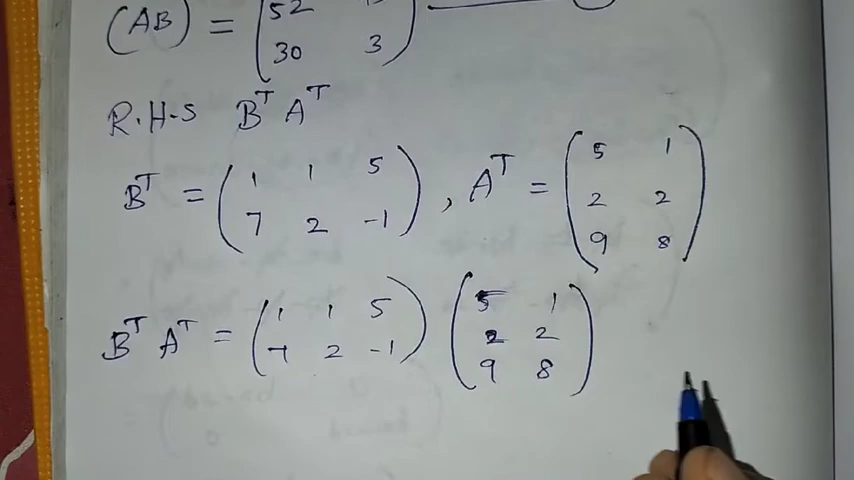 (AB) = ( 52
30 3 )
R.H.S B^T A^T
B^T = ( 1 1 5 , A^T = ( 5 1
7 2 -1 ) 2 2
9 8 )
B^T A^T = ( 1 1 5 ) ( 5 1
7 2 -1 ) 2 2
9 8 )